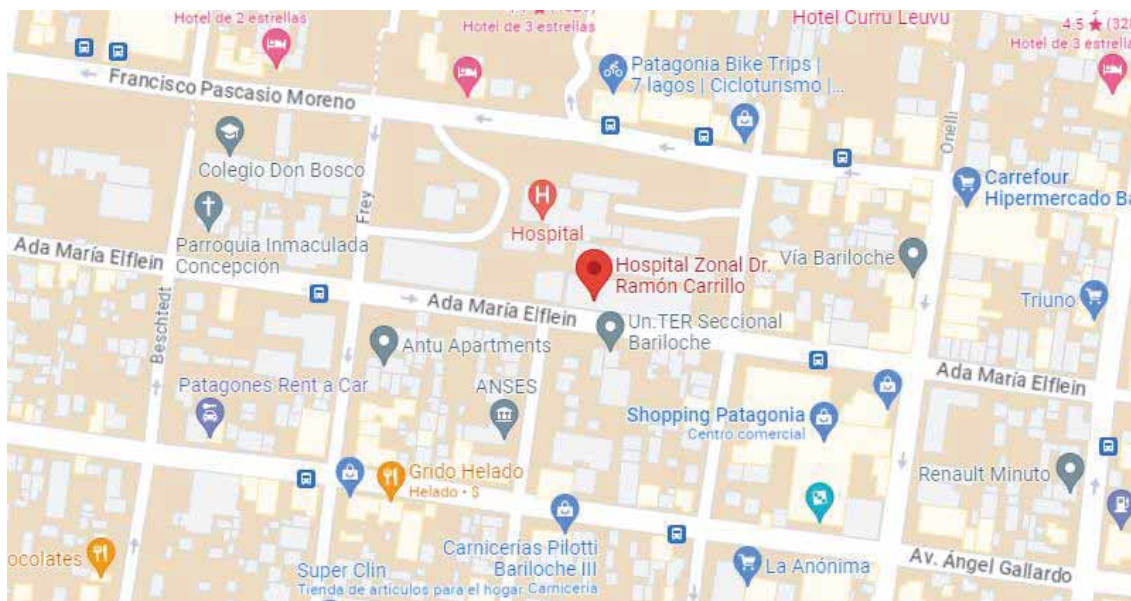 Hotel de 2 estrellas
Hotel de 3 estrellas
Hotel Curru Leuvu
4.5 ★
Hotel de 3 estrella
Francisco Pascasio Moreno
Patagonia Bike Trips |
7 lagos | Cicloturismo |...
Colegio Don Bosco
Frey
Onelli
Carrefour
Hipermercado Ba
H
Hospital
Parroquia Inmaculada
Concepción
Ada María Elflein
Hospital Zonal Dr.
Ramón Carrillo
Vía Bariloche
Triuno
Ada María Elflein
Un.TER Seccional
Bariloche
Beschtedt
Antu Apartments
Patagones Rent a Car
ANSES
Ada María Elflein
Shopping Patagonia
Centro comercial
Grido Helado
Helado • $
Renault Minuto
Carnicerías Pilotti
Bariloche III
Carnicería
ocolates
Super Clin
Tienda de artículos para el hogar
La Anónima
Av. Ángel Gallardo